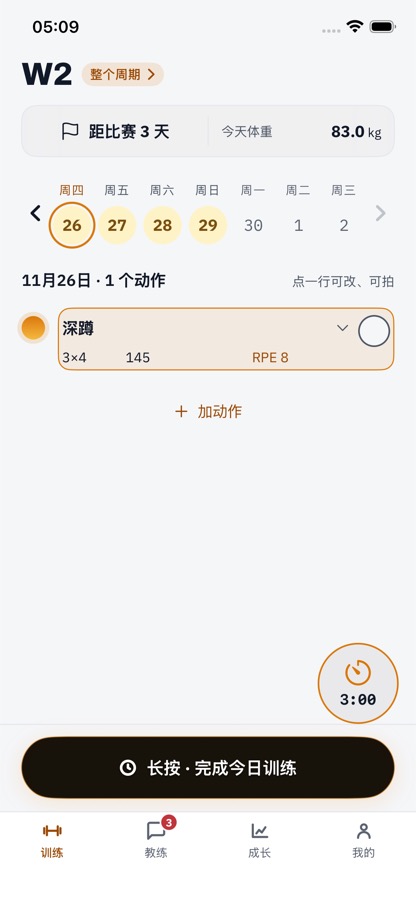 05:09
W2 整个周期
距比赛 3 天 今天体重 83.0 kg
周四 周五 周六 周日 周一 周二 周三
26 27 28 29 30 1 2
11月26日 · 1 个动作 点一行可改、可拍
深蹲
3×4 145 RPE 8
加动作
3:00
长按 · 完成今日训练
3
训练 教练 成长 我的